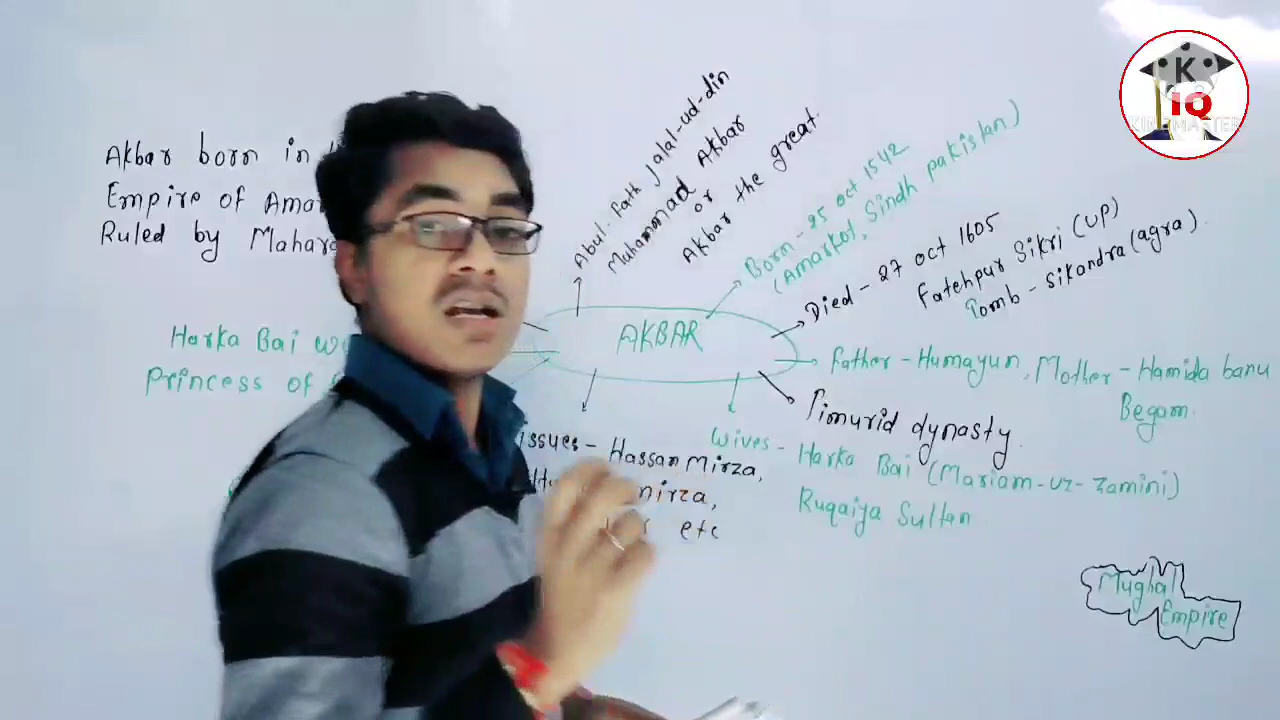 Akbar born in
Empire of
Ruled by
Harka Bai
Princess of
Abul-Fath Jalal-ud-din
Muhammad Akbar
or
Akbar the great.
Born - 25 oct 1542
(Amarkot, Sindh pakistan)
Died - 27 oct 1605
Fatehpur Sikri (UP)
Tomb - Sikandra (agra).
AKBAR
Father - Humayun, Mother - Hamida banu
Begam.
Timurid dynasty.
issues - Hassan Mirza,
mirza,
etc
wives - Harka Bai (Mariam-uz-Zamini)
Ruqaiya Sultan
Mughal
Empire
K
IQ
KINEMASTER